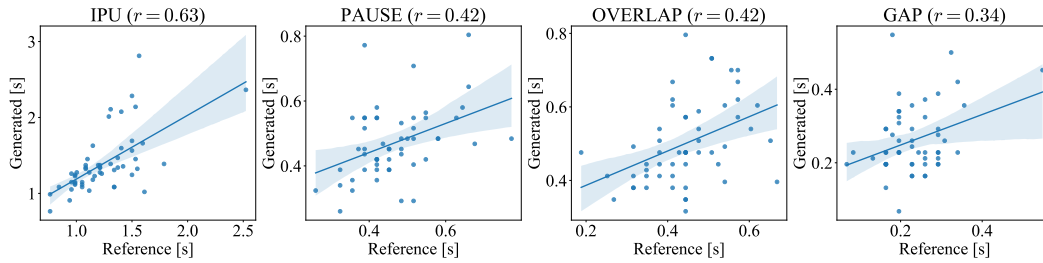 IPU (r = 0.63)
Generated [s]
3
2
1
1.0 1.5 2.0 2.5
Reference [s]
PAUSE (r = 0.42)
Generated [s]
0.8
0.6
0.4
0.4 0.6
Reference [s]
OVERLAP (r = 0.42)
Generated [s]
0.8
0.6
0.4
0.2 0.4 0.6
Reference [s]
GAP (r = 0.34)
Generated [s]
0.4
0.2
0.2 0.4
Reference [s]